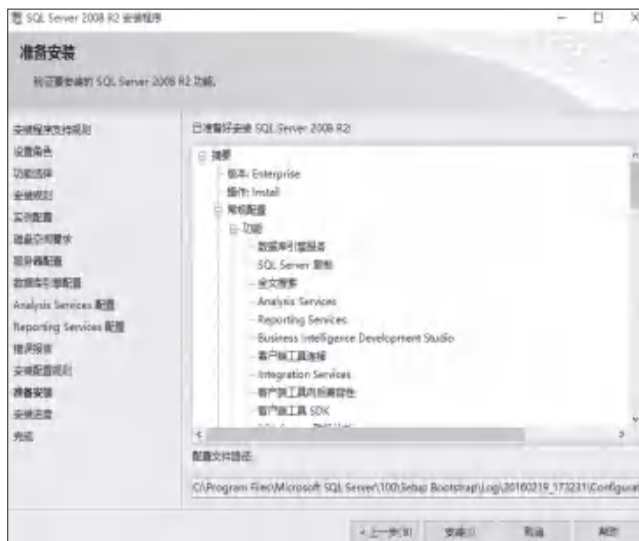 SQL Server 2008 R2 安装程序
准备安装
验证要安装的 SQL Server 2008 R2 功能。
安装程序支持规则
设置角色
功能选择
安装规则
实例配置
磁盘空间要求
服务器配置
数据库引擎配置
Analysis Services 配置
Reporting Services 配置
错误报告
安装配置规则
准备安装
安装进度
完成
已准备好安装 SQL Server 2008 R2:
摘要
版本: Enterprise
操作: Install
常规配置
功能
数据库引擎服务
SQL Server 复制
全文搜索
Analysis Services
Reporting Services
Business Intelligence Development Studio
客户端工具连接
Integration Services
客户端工具向后兼容性
客户端工具 SDK
配置文件路径:
C:\Program Files\Microsoft SQL Server\100\Setup Bootstrap\Log\20160219_173231\Configurat
< 上一步(B)
安装(I)
取消
帮助